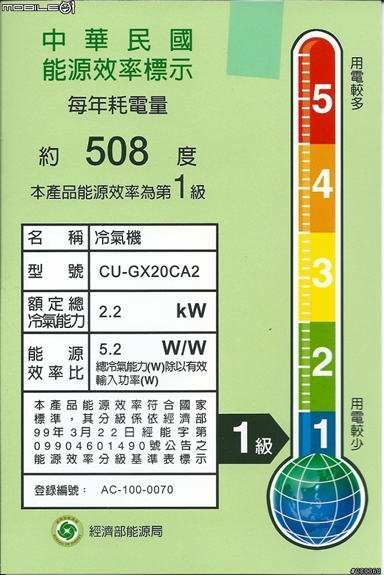 mobile01
中華民國
能源效率標示
每年耗電量
約 508 度
本產品能源效率為第1級
名稱 冷氣機
型號 CU-GX20CA2
額定總冷氣能力 2.2 kW
能源效率比 5.2 W/W
總冷氣能力(W)除以有效輸入功率(W)
本產品能源效率符合國家
標準,其分級係依經濟部
99年3月22日經能字第
09904601490號公告之
能源效率分級基準表標示
登錄編號: AC-100-0070
經濟部能源局
用電較多
5
4
3
2
1
用電較少
1級